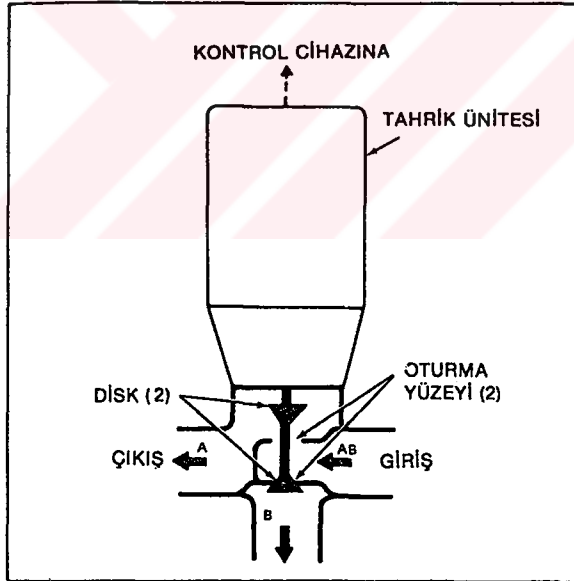 KONTROL CİHAZINA
TAHRİK ÜNİTESİ
DİSK (2)
OTURMA
YÜZEYİ (2)
ÇIKIŞ
A
AB
GİRİŞ
B